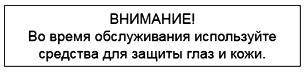 ВНИМАНИЕ!
Во время обслуживания используйте
средства для защиты глаз и кожи.